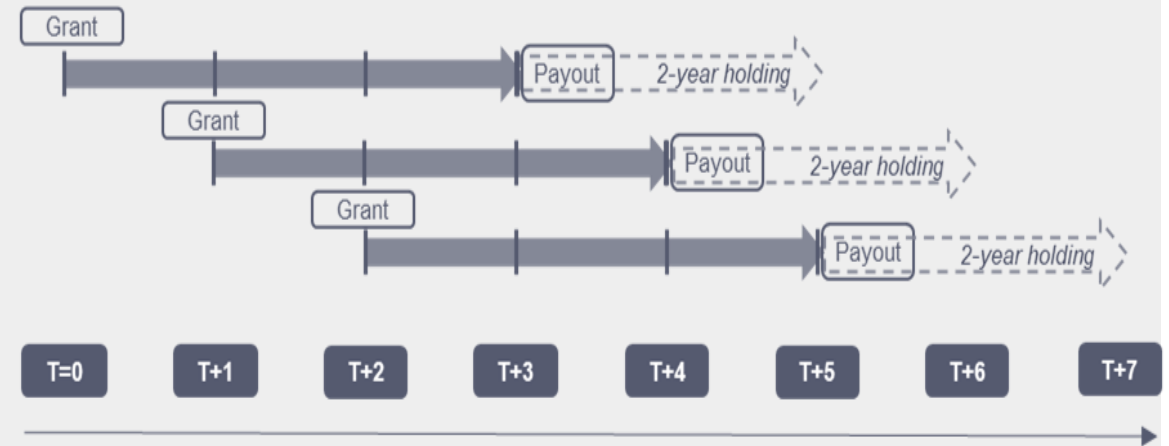 Grant
Payout 2-year holding
Grant
Payout 2-year holding
Grant
Payout 2-year holding
T=0 T+1 T+2 T+3 T+4 T+5 T+6 T+7